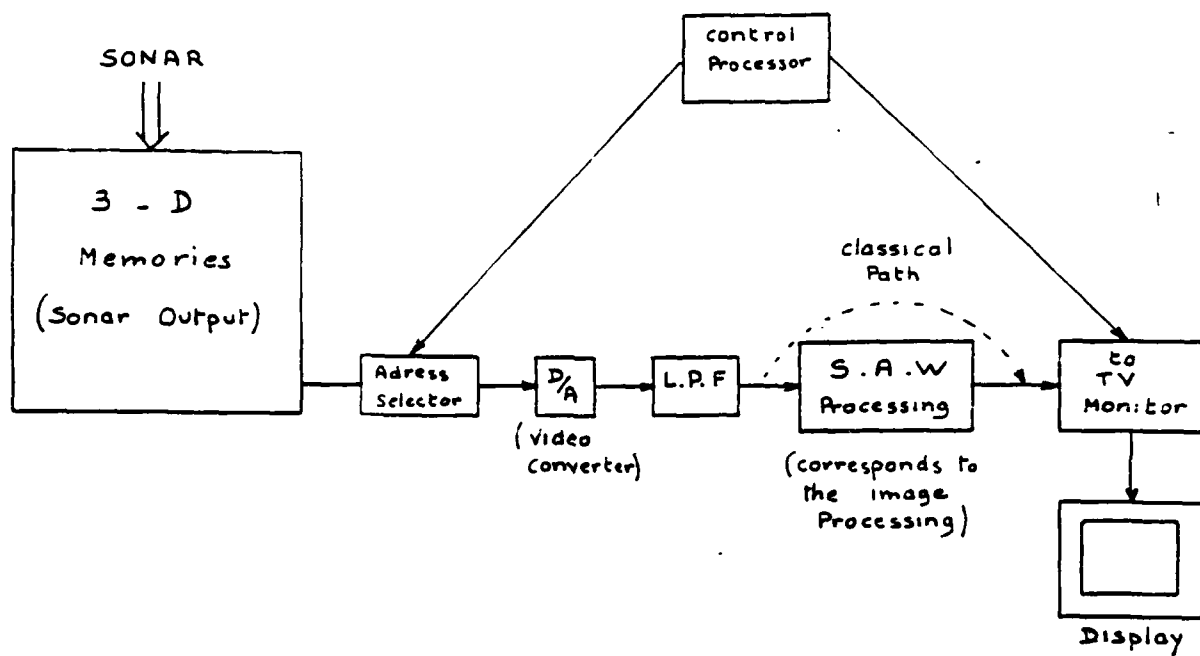 SONAR
3 - D
Memories
(Sonar Output)
Control
Processor
classical
Path
Adress
Selector
D/A
(video
converter)
L.P.F
S.A.W
Processing
(corresponds to
the image
Processing)
to
TV
Monitor
Display